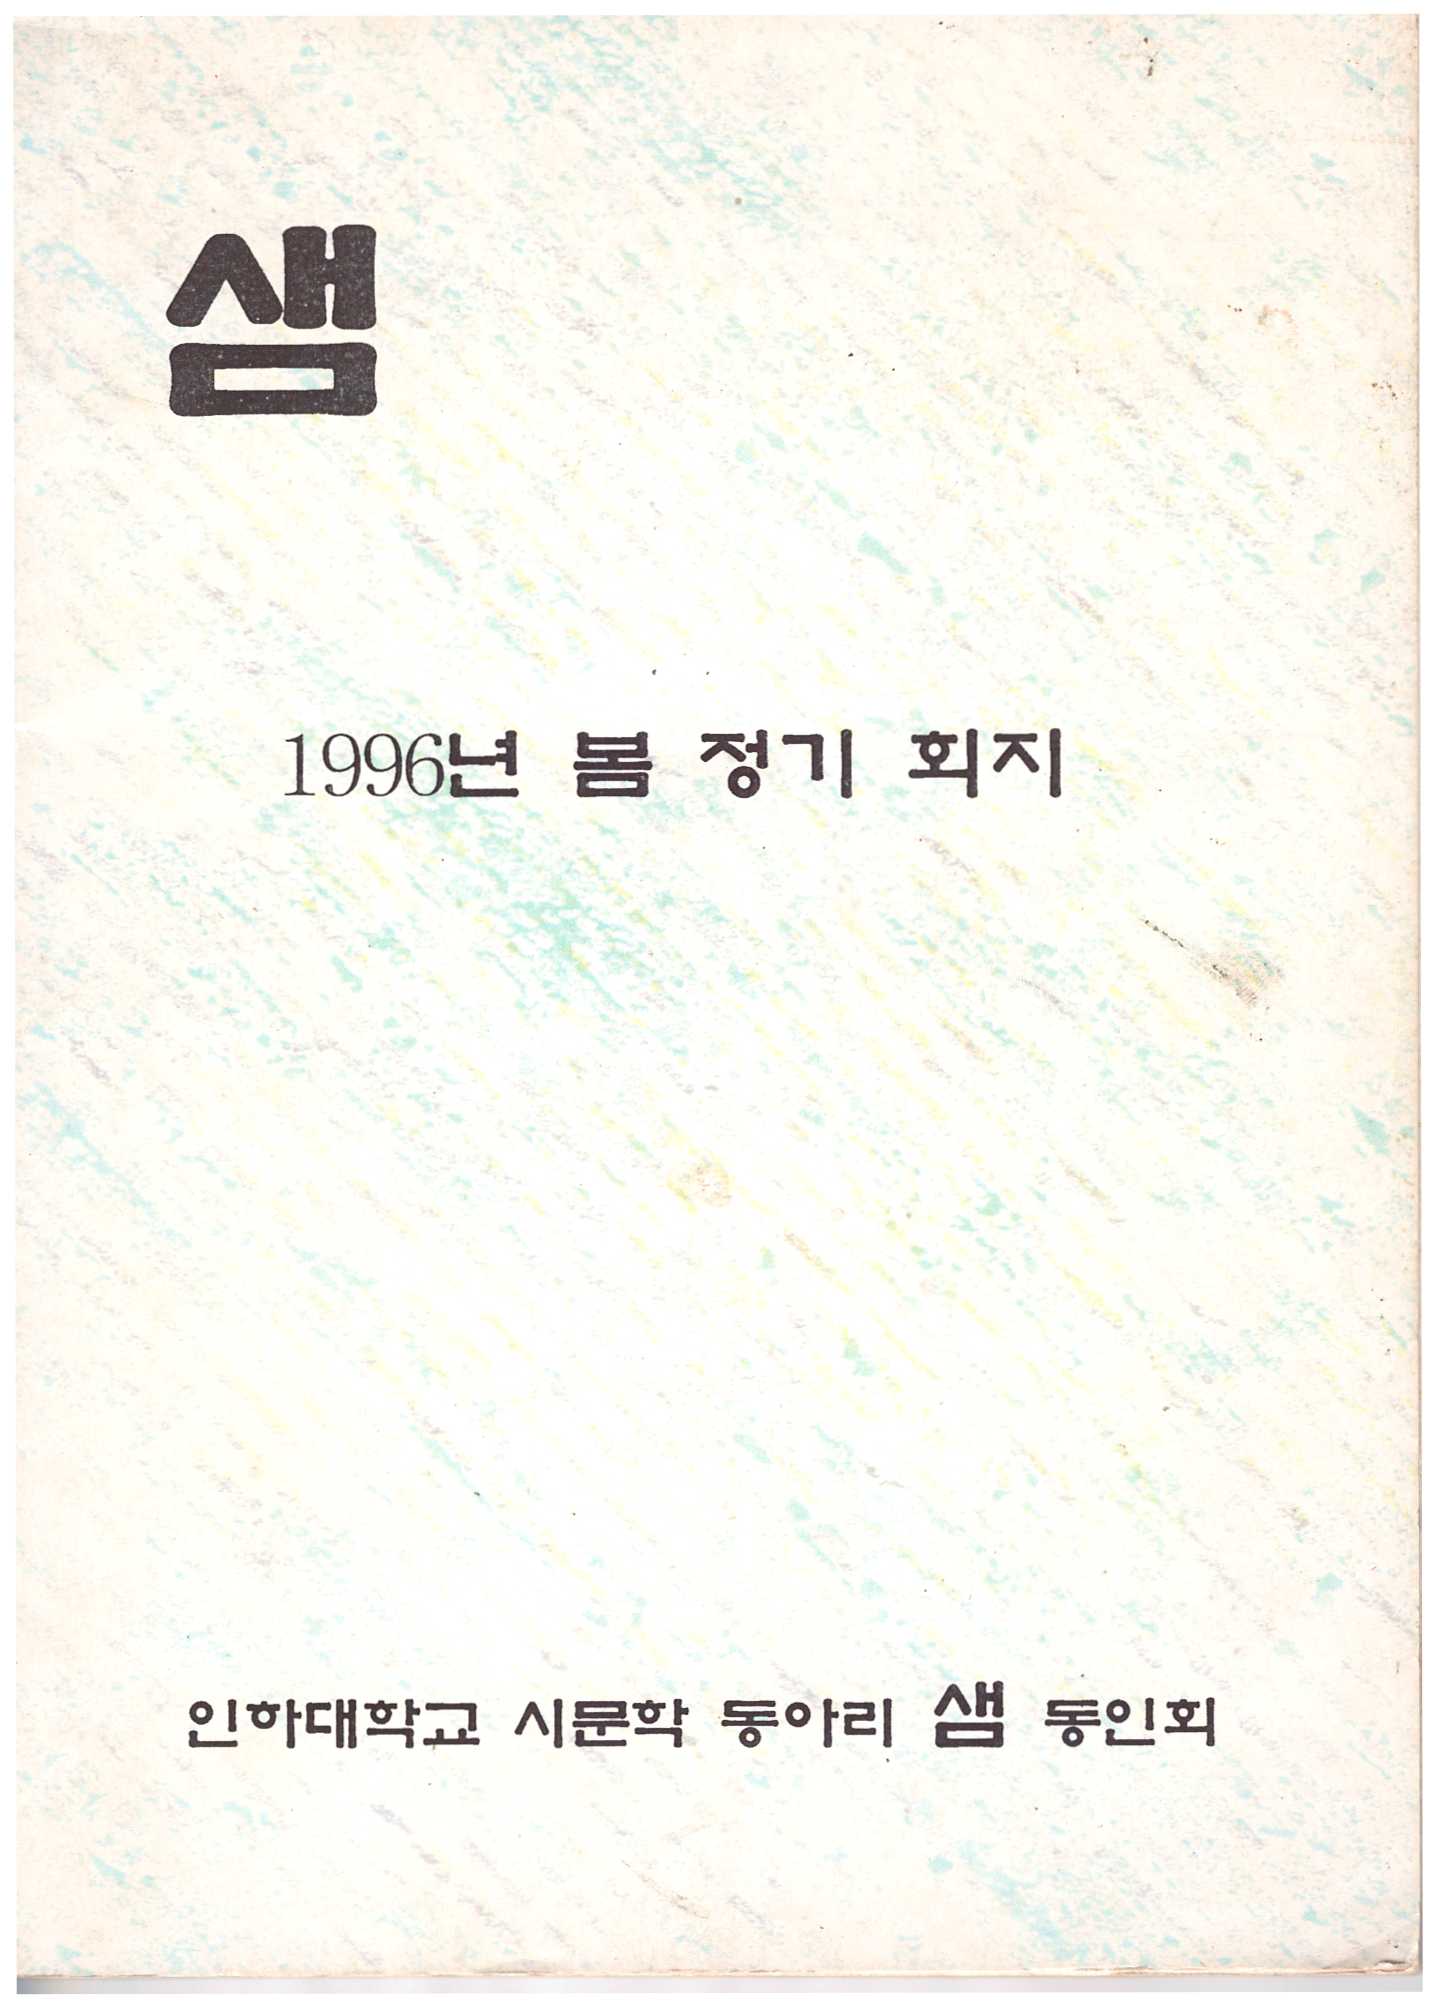 샘
1996년 봄 정기 회지
인하대학교 시문학 동아리 샘 동인회